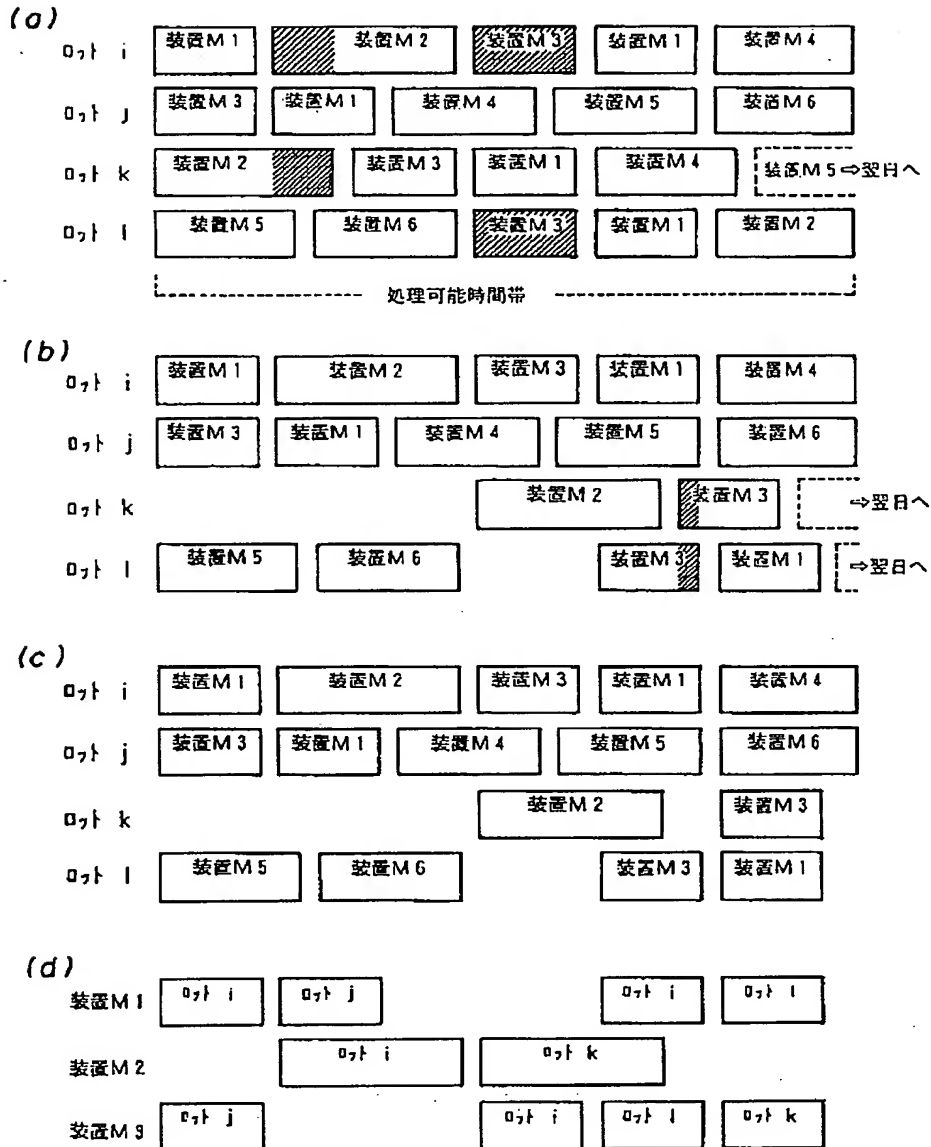 (a)
ロット i 装置M1 装置M2 装置M3 装置M1 装置M4
ロット j 装置M3 装置M1 装置M4 装置M5 装置M6
ロット k 装置M2 装置M3 装置M1 装置M4 装置M5⇨翌日へ
ロット l 装置M5 装置M6 装置M3 装置M1 装置M2
処理可能時間帯
(b)
ロット i 装置M1 装置M2 装置M3 装置M1 装置M4
ロット j 装置M3 装置M1 装置M4 装置M5 装置M6
ロット k 装置M2 装置M3 ⇨翌日へ
ロット l 装置M5 装置M6 装置M3 装置M1 ⇨翌日へ
(c)
ロット i 装置M1 装置M2 装置M3 装置M1 装置M4
ロット j 装置M3 装置M1 装置M4 装置M5 装置M6
ロット k 装置M2 装置M3
ロット l 装置M5 装置M6 装置M3 装置M1
(d)
装置M1 ロット i ロット j ロット i ロット l
装置M2 ロット i ロット k
装置M3 ロット j ロット i ロット l ロット k